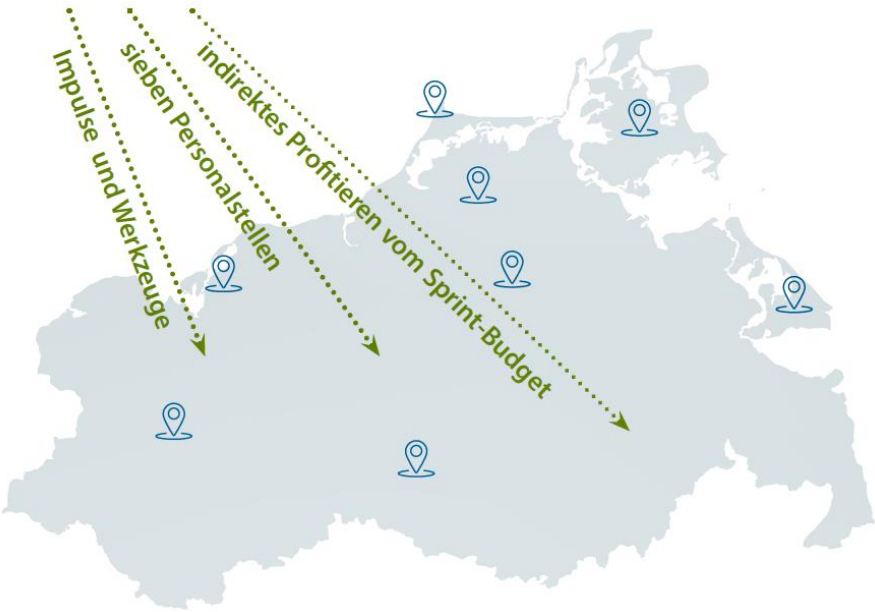 Impulse und Werkzeuge
sieben Personalstellen
indirektes Profitieren vom Sprint-Budget